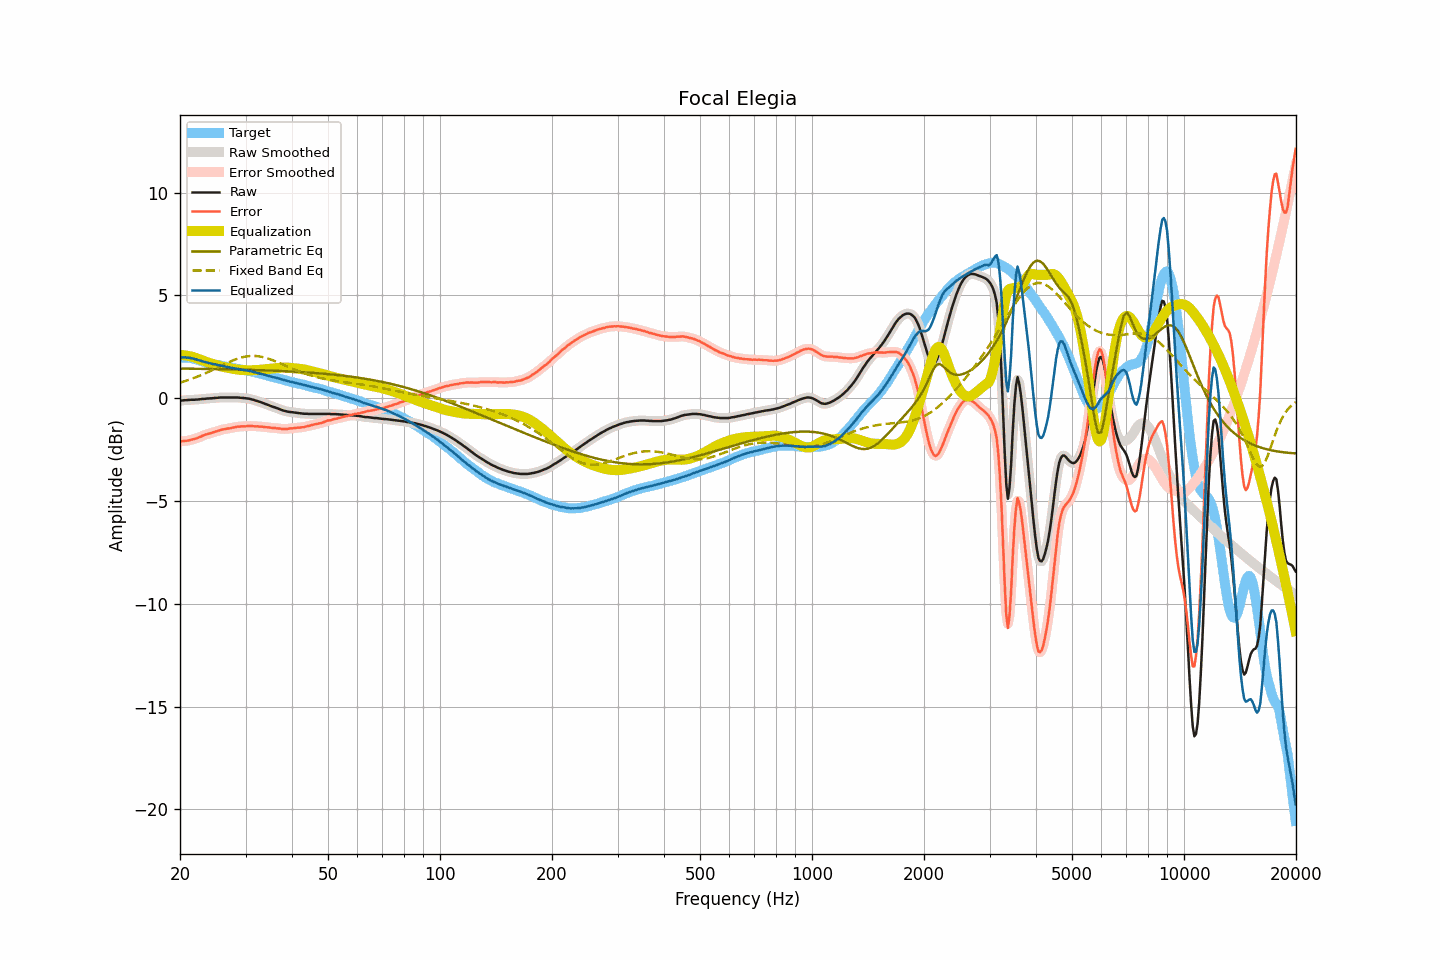 Focal Elegia
Target
Raw Smoothed
Error Smoothed
Raw
Error
Equalization
Parametric Eq
Fixed Band Eq
Equalized
10
5
0
−5
−10
−15
−20
Amplitude (dBr)
20 50 100 200 500 1000 2000 5000 10000 20000
Frequency (Hz)